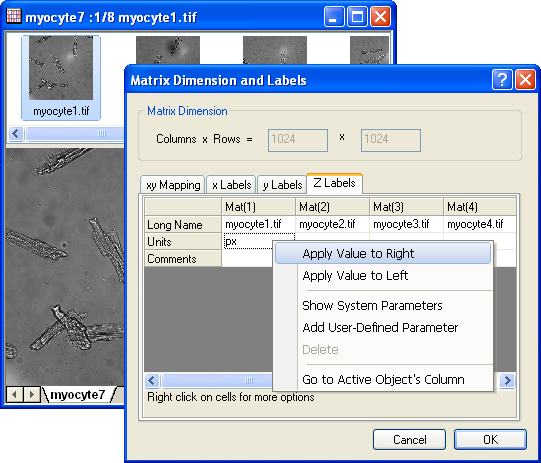 myocyte7 :1/8 myocyte1.tif
myocyte1.tif
myocyte7
Matrix Dimension and Labels
Matrix Dimension
Columns x Rows = 1024 x 1024
xy Mapping x Labels y Labels Z Labels
Mat(1) Mat(2) Mat(3) Mat(4)
Long Name myocyte1.tif myocyte2.tif myocyte3.tif myocyte4.tif
Units px
Comments
Apply Value to Right
Apply Value to Left
Show System Parameters
Add User-Defined Parameter
Delete
Go to Active Object's Column
Right click on cells for more options
Cancel OK